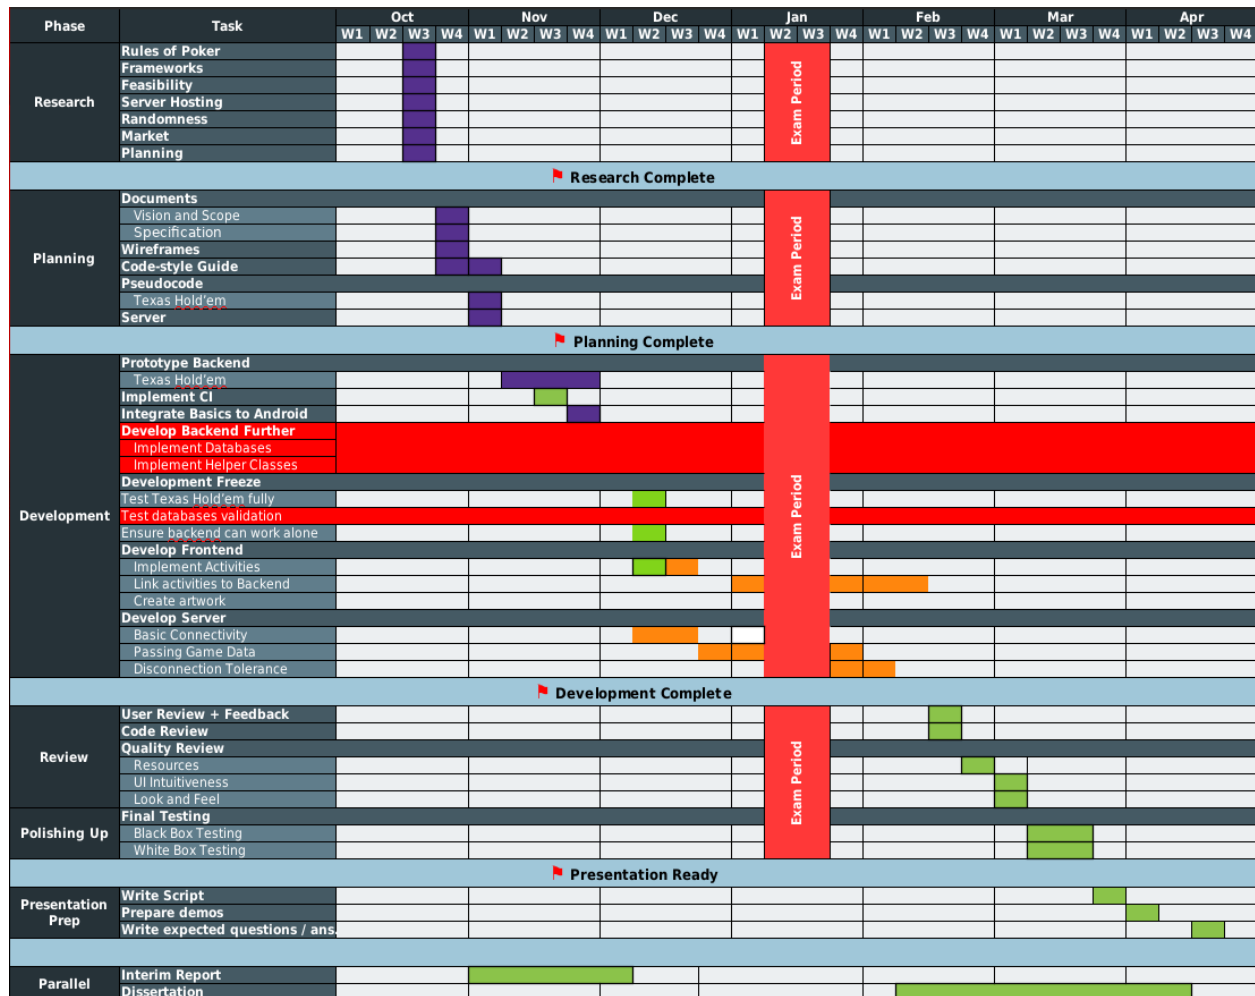 Phase Task Oct Nov Dec Jan Feb Mar Apr
W1 W2 W3 W4 W1 W2 W3 W4 W1 W2 W3 W4 W1 W2 W3 W4 W1 W2 W3 W4 W1 W2 W3 W4 W1 W2 W3 W4
Research
Rules of Poker
Frameworks
Feasibility
Server Hosting
Randomness
Market
Planning
Exam Period
Research Complete
Planning
Documents
Vision and Scope
Specification
Wireframes
Code-style Guide
Pseudocode
Texas Hold'em
Server
Exam Period
Planning Complete
Development
Prototype Backend
Texas Hold'em
Implement CI
Integrate Basics to Android
Develop Backend Further
Implement Databases
Implement Helper Classes
Development Freeze
Test Texas Hold'em fully
Test databases validation
Ensure backend can work alone
Develop Frontend
Implement Activities
Link activities to Backend
Create artwork
Develop Server
Basic Connectivity
Passing Game Data
Disconnection Tolerance
Exam Period
Development Complete
Review
User Review + Feedback
Code Review
Quality Review
Resources
UI Intuitiveness
Look and Feel
Polishing Up
Final Testing
Black Box Testing
White Box Testing
Exam Period
Presentation Ready
Presentation
Prep
Write Script
Prepare demos
Write expected questions / ans.
Parallel
Interim Report
Dissertation